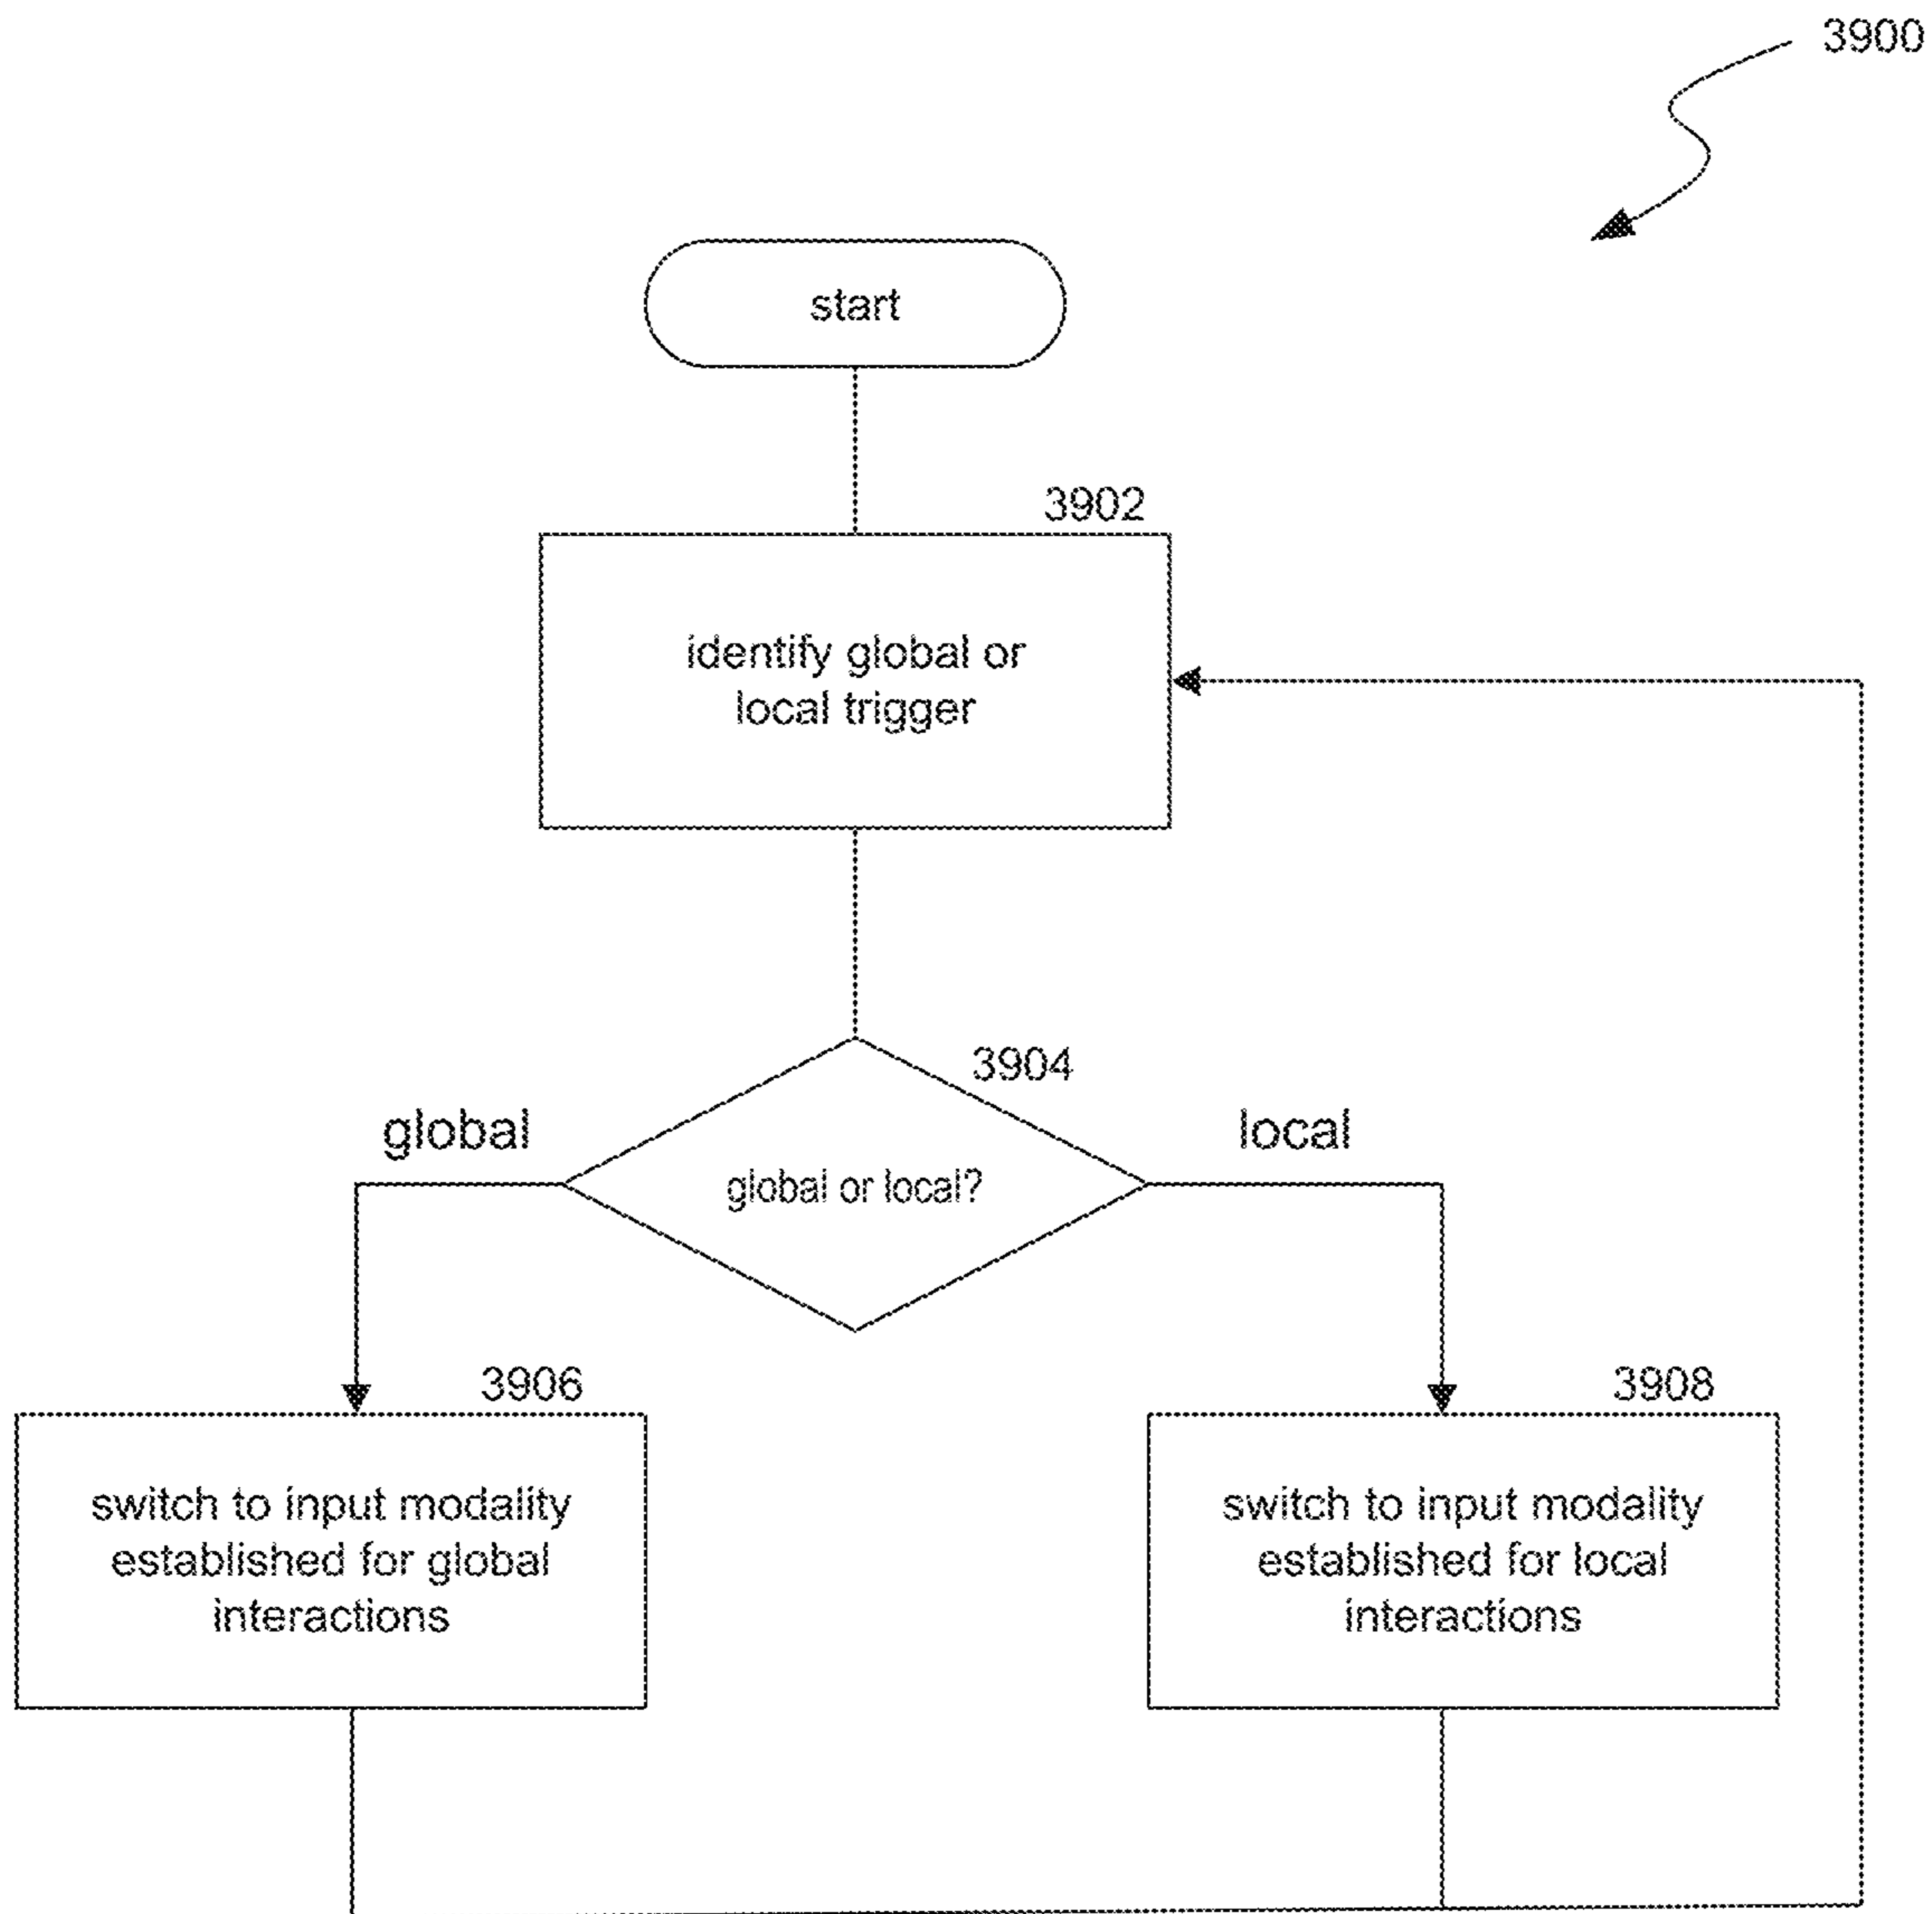 3900
start
3902
identify global or
local trigger
3904
global
local
global or local?
3906
3908
switch to input modality
established for global
interactions
switch to input modality
established for local
interactions